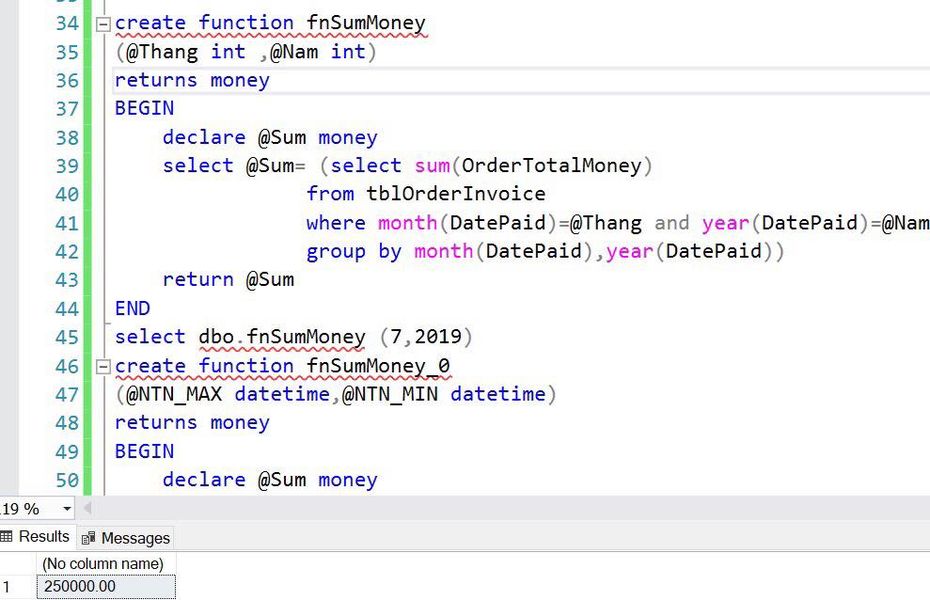 34 create function fnSumMoney
35 (@Thang int ,@Nam int)
36 returns money
37 BEGIN
38 declare @Sum money
39 select @Sum= (select sum(OrderTotalMoney)
40 from tblOrderInvoice
41 where month(DatePaid)=@Thang and year(DatePaid)=@Nam
42 group by month(DatePaid),year(DatePaid))
43 return @Sum
44 END
45 select dbo.fnSumMoney (7,2019)
46 create function fnSumMoney_0
47 (@NTN_MAX datetime,@NTN_MIN datetime)
48 returns money
49 BEGIN
50 declare @Sum money
19 %
Results Messages
(No column name)
1 250000.00